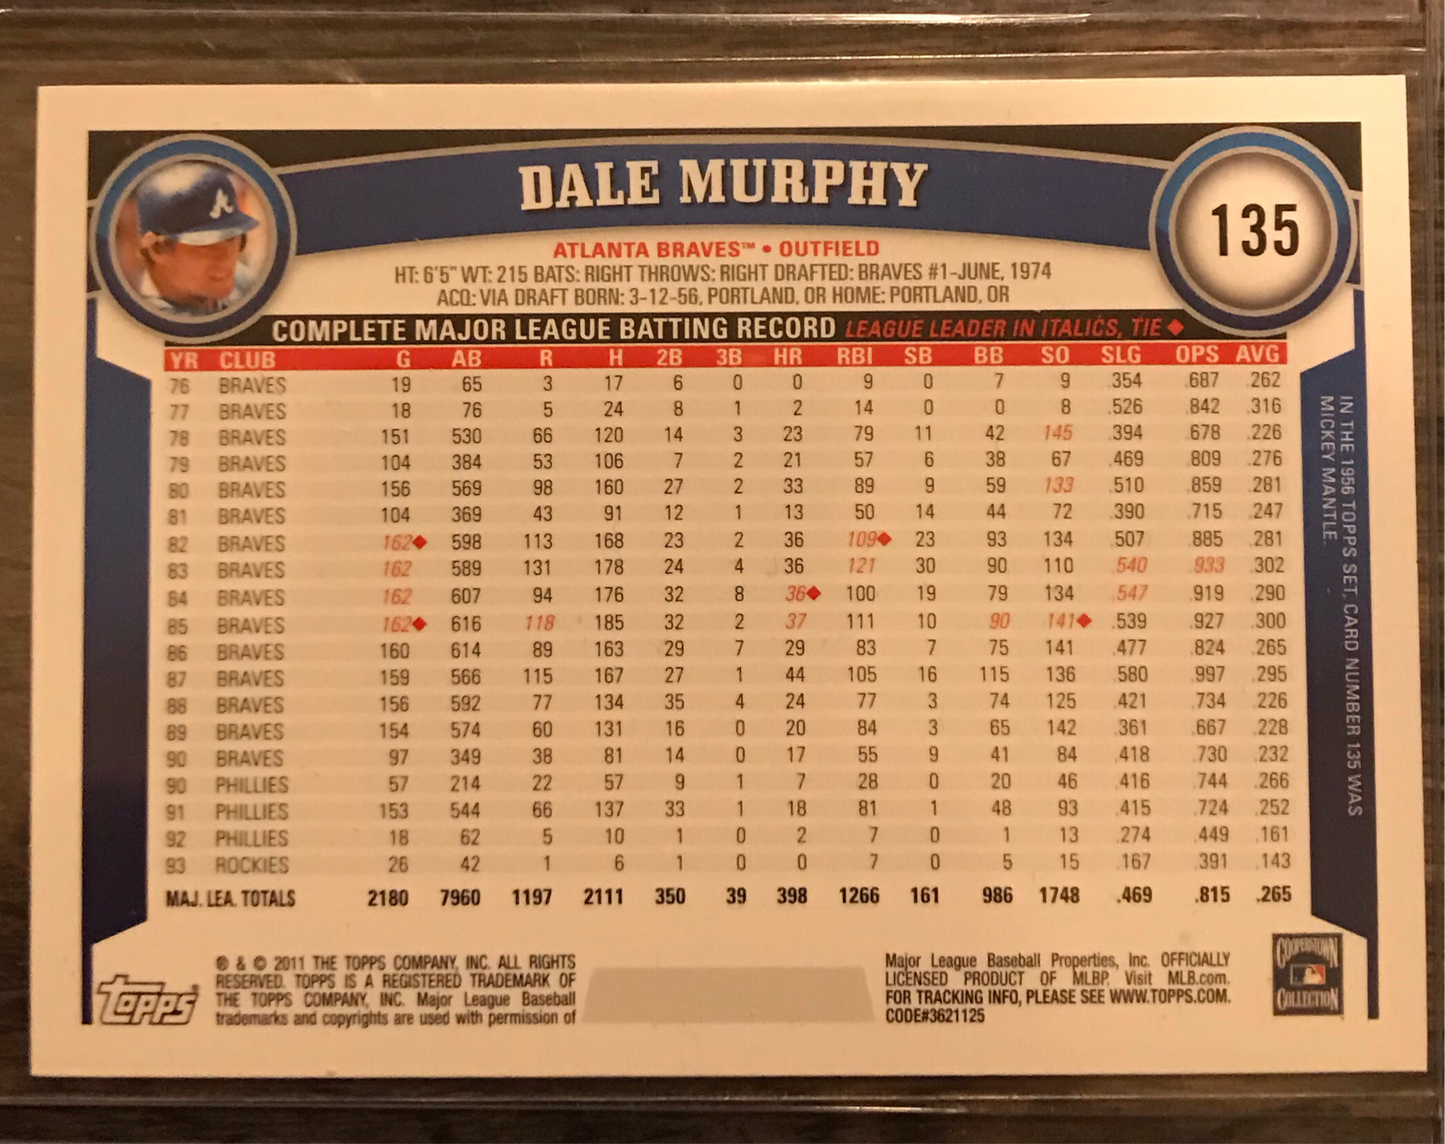 DALE MURPHY
135
ATLANTA BRAVES™ • OUTFIELD
HT: 6'5" WT: 215 BATS: RIGHT THROWS: RIGHT DRAFTED: BRAVES #1-JUNE, 1974
ACQ: VIA DRAFT BORN: 3-12-56, PORTLAND, OR HOME: PORTLAND, OR
COMPLETE MAJOR LEAGUE BATTING RECORD LEAGUE LEADER IN ITALICS, TIE ♦
YR CLUB G AB R H 2B 3B HR RBI SB BB SO SLG OPS AVG
76 BRAVES 19 65 3 17 6 0 0 9 0 7 9 .354 .687 .262
77 BRAVES 18 76 5 24 8 1 2 14 0 0 8 .526 .842 .316
78 BRAVES 151 530 66 120 14 3 23 79 11 42 145 .394 .678 .226
79 BRAVES 104 384 53 106 7 2 21 57 6 38 67 .469 .809 .276
80 BRAVES 156 569 98 160 27 2 33 89 9 59 133 .510 .859 .281
81 BRAVES 104 369 43 91 12 1 13 50 14 44 72 .390 .715 .247
82 BRAVES 162♦ 598 113 168 23 2 36 109♦ 23 93 134 .507 .885 .281
83 BRAVES 162 589 131 178 24 4 36 121 30 90 110 .540 .933 .302
84 BRAVES 162 607 94 176 32 8 36♦ 100 19 79 134 .547 .919 .290
85 BRAVES 162♦ 616 118 185 32 2 37 111 10 90 141♦ .539 .927 .300
86 BRAVES 160 614 89 163 29 7 29 83 7 75 141 .477 .824 .265
87 BRAVES 159 566 115 167 27 1 44 105 16 115 136 .580 .997 .295
88 BRAVES 156 592 77 134 35 4 24 77 3 74 125 .421 .734 .226
89 BRAVES 154 574 60 131 16 0 20 84 3 65 142 .361 .667 .228
90 BRAVES 97 349 38 81 14 0 17 55 9 41 84 .418 .730 .232
90 PHILLIES 57 214 22 57 9 1 7 28 0 20 46 .416 .744 .266
91 PHILLIES 153 544 66 137 33 1 18 81 1 48 93 .415 .724 .252
92 PHILLIES 18 62 5 10 1 0 2 7 0 1 13 .274 .449 .161
93 ROCKIES 26 42 1 6 1 0 0 7 0 5 15 .167 .391 .143
MAJ. LEA. TOTALS 2180 7960 1197 2111 350 39 398 1266 161 986 1748 .469 .815 .265
IN THE 1956 TOPPS SET, CARD NUMBER 135 WAS
MICKEY MANTLE.
topps
® & © 2011 THE TOPPS COMPANY, INC. ALL RIGHTS
RESERVED. TOPPS IS A REGISTERED TRADEMARK OF
THE TOPPS COMPANY, INC. Major League Baseball
trademarks and copyrights are used with permission of
Major League Baseball Properties, Inc. OFFICIALLY
LICENSED PRODUCT OF MLBP. Visit MLB.com.
FOR TRACKING INFO, PLEASE SEE WWW.TOPPS.COM.
CODE#3621125
COOPERSTOWN
COLLECTION